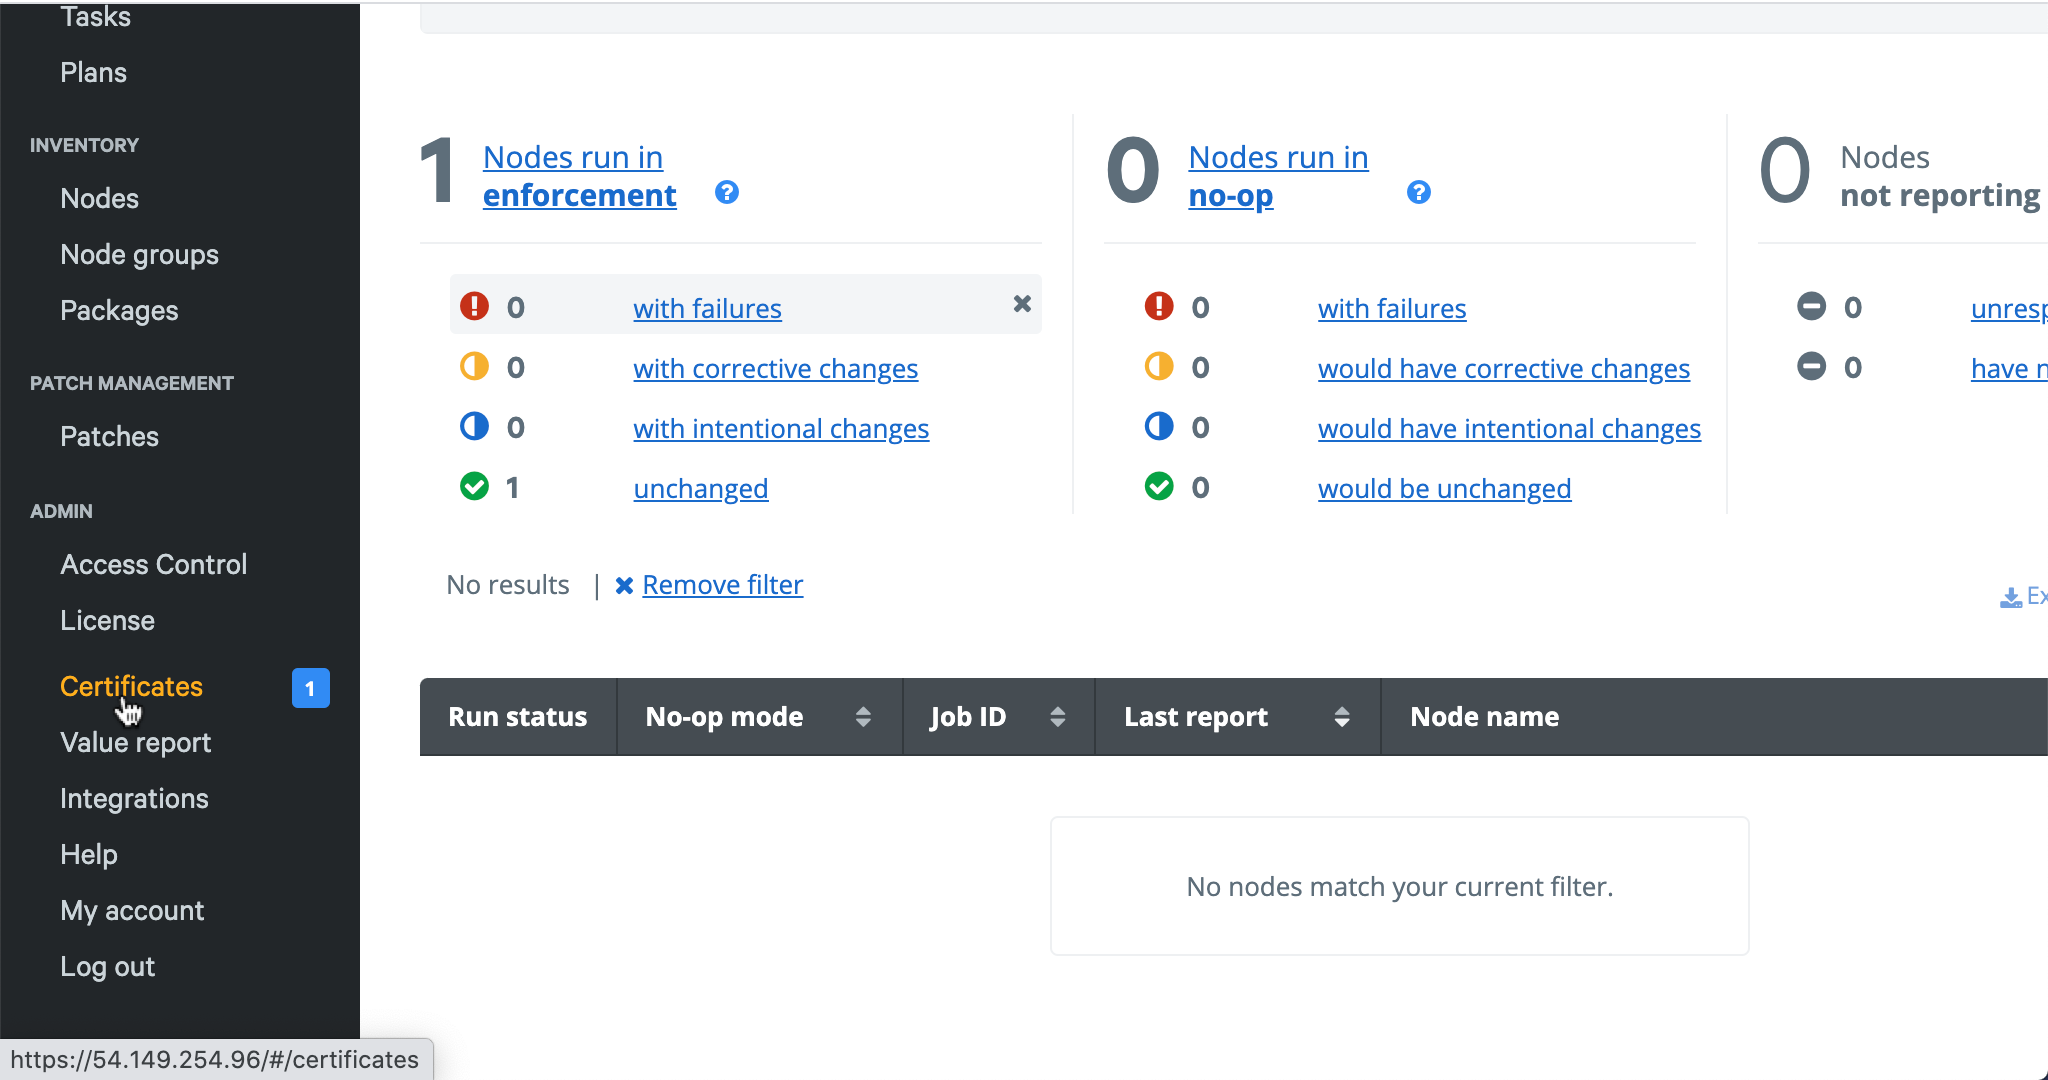 Tasks
Plans
INVENTORY
Nodes
Node groups
Packages
PATCH MANAGEMENT
Patches
ADMIN
Access Control
License
Certificates 1
Value report
Integrations
Help
My account
Log out
https://54.149.254.96/#/certificates
1 Nodes run in
enforcement ?
0 with failures
0 with corrective changes
0 with intentional changes
1 unchanged
0 Nodes run in
no-op ?
0 with failures
0 would have corrective changes
0 would have intentional changes
0 would be unchanged
0 Nodes
not reporting
0
0 have
No results | Remove filter
Run status No-op mode Job ID Last report Node name
No nodes match your current filter.